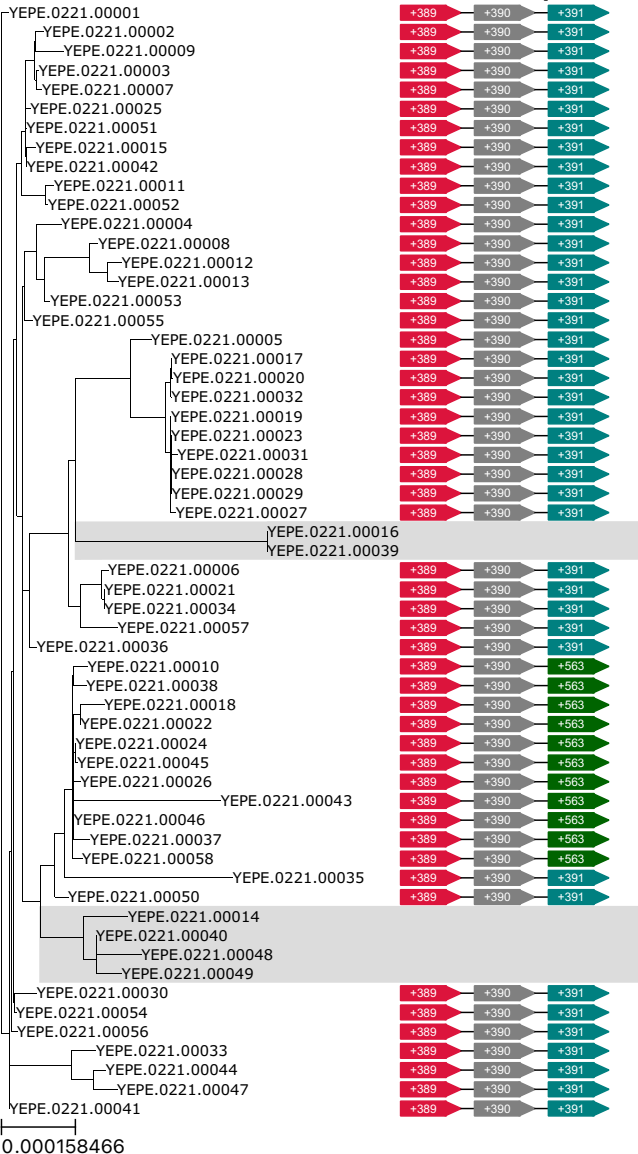 YEPE.0221.00001 +389 +390 +391
YEPE.0221.00002 +389 +390 +391
YEPE.0221.00009 +389 +390 +391
YEPE.0221.00003 +389 +390 +391
YEPE.0221.00007 +389 +390 +391
YEPE.0221.00025 +389 +390 +391
YEPE.0221.00051 +389 +390 +391
YEPE.0221.00015 +389 +390 +391
YEPE.0221.00042 +389 +390 +391
YEPE.0221.00011 +389 +390 +391
YEPE.0221.00052 +389 +390 +391
YEPE.0221.00004 +389 +390 +391
YEPE.0221.00008 +389 +390 +391
YEPE.0221.00012 +389 +390 +391
YEPE.0221.00013 +389 +390 +391
YEPE.0221.00053 +389 +390 +391
YEPE.0221.00055 +389 +390 +391
YEPE.0221.00005 +389 +390 +391
YEPE.0221.00017 +389 +390 +391
YEPE.0221.00020 +389 +390 +391
YEPE.0221.00032 +389 +390 +391
YEPE.0221.00019 +389 +390 +391
YEPE.0221.00023 +389 +390 +391
YEPE.0221.00031 +389 +390 +391
YEPE.0221.00028 +389 +390 +391
YEPE.0221.00029 +389 +390 +391
YEPE.0221.00027 +389 +390 +391
YEPE.0221.00016
YEPE.0221.00039
YEPE.0221.00006 +389 +390 +391
YEPE.0221.00021 +389 +390 +391
YEPE.0221.00034 +389 +390 +391
YEPE.0221.00057 +389 +390 +391
YEPE.0221.00036 +389 +390 +391
YEPE.0221.00010 +389 +390 +563
YEPE.0221.00038 +389 +390 +563
YEPE.0221.00018 +389 +390 +563
YEPE.0221.00022 +389 +390 +563
YEPE.0221.00024 +389 +390 +563
YEPE.0221.00045 +389 +390 +563
YEPE.0221.00026 +389 +390 +563
YEPE.0221.00043 +389 +390 +563
YEPE.0221.00046 +389 +390 +563
YEPE.0221.00037 +389 +390 +563
YEPE.0221.00058 +389 +390 +563
YEPE.0221.00035 +389 +390 +391
YEPE.0221.00050 +389 +390 +391
YEPE.0221.00014
YEPE.0221.00040
YEPE.0221.00048
YEPE.0221.00049
YEPE.0221.00030 +389 +390 +391
YEPE.0221.00054 +389 +390 +391
YEPE.0221.00056 +389 +390 +391
YEPE.0221.00033 +389 +390 +391
YEPE.0221.00044 +389 +390 +391
YEPE.0221.00047 +389 +390 +391
YEPE.0221.00041 +389 +390 +391
0.000158466